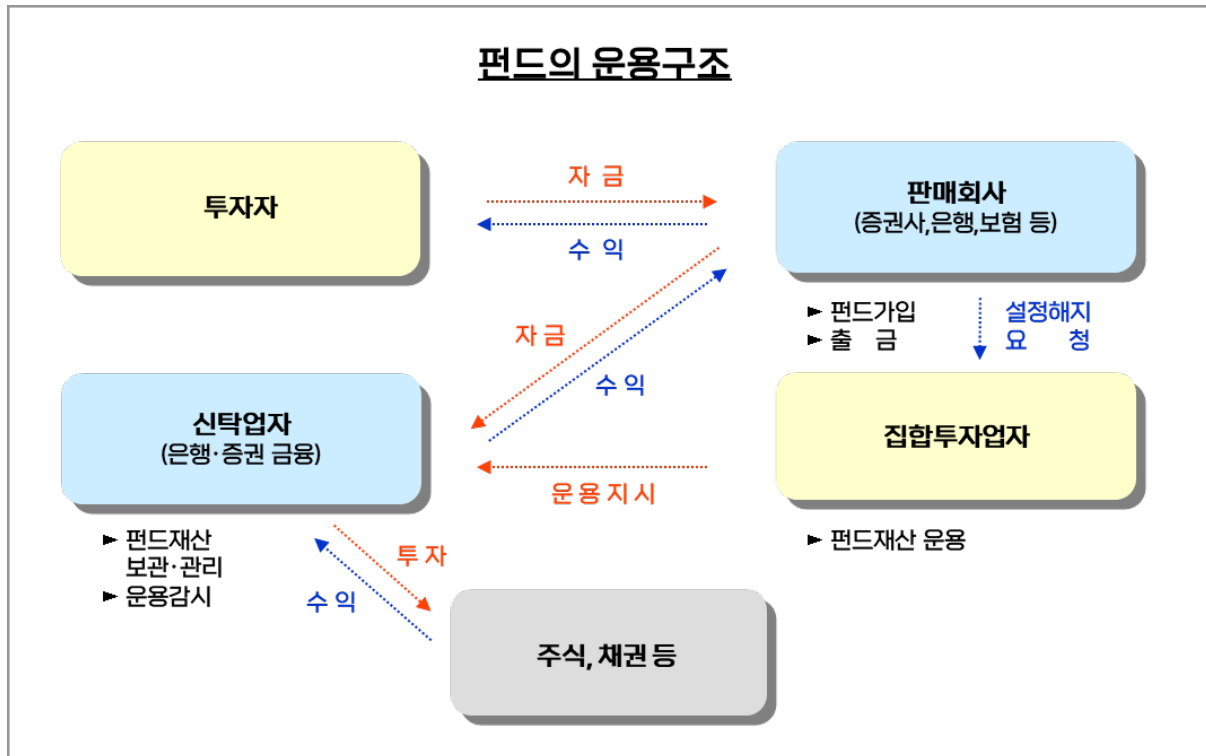 펀드의 운용구조
투자자
자 금
수 익
판매회사
(증권사,은행,보험 등)
► 펀드가입
► 출 금
설정해지
요 청
자 금
수 익
신탁업자
(은행·증권 금융)
집합투자업자
운 용 지 시
► 펀드재산
보관·관리
► 운용감시
► 펀드재산 운용
투 자
수 익
주식, 채권 등